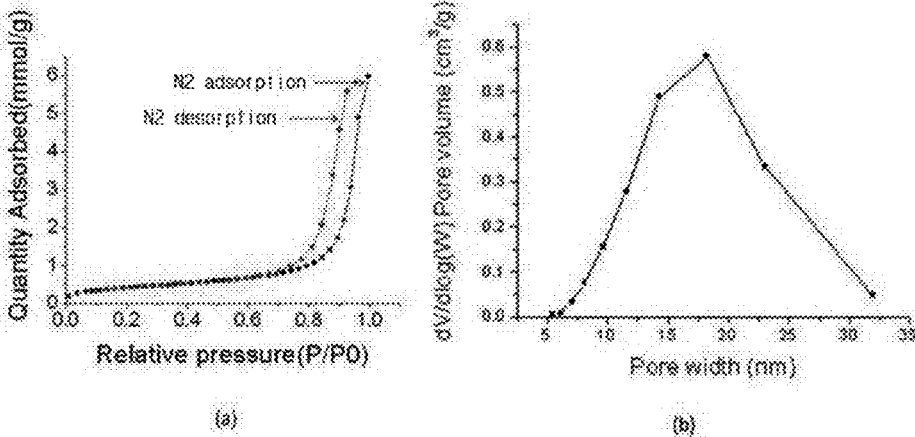 Quantity Adsorbed(mmol/g)
6
5
4
3
2
1
0
N2 adsorption
N2 desorption
0.0 0.2 0.4 0.6 0.8 1.0
Relative pressure(P/P0)
(a)
dV/dlog(W) Pore volume (cm³/g)
0.6
0.5
0.4
0.3
0.2
0.1
0.0
5 10 15 20 25 30 35
Pore width (nm)
(b)